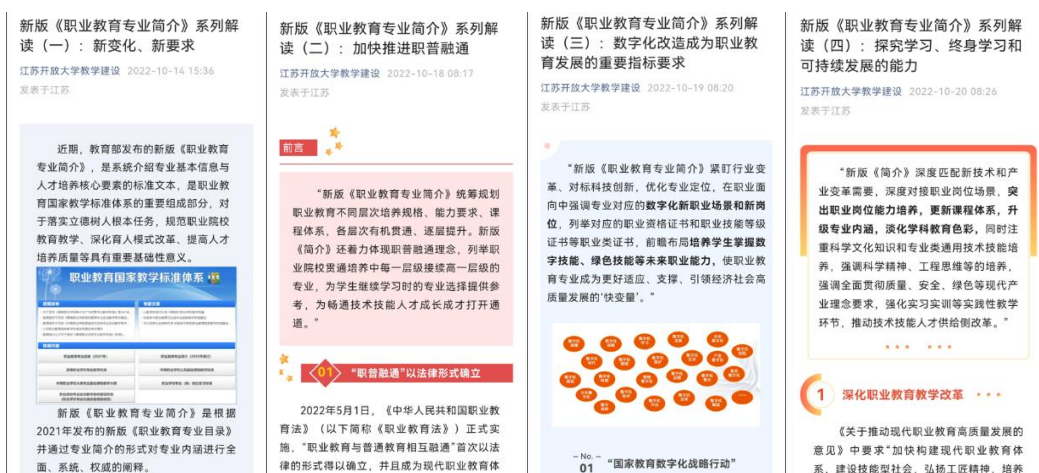 新版《职业教育专业简介》系列解
读（一）：新变化、新要求
江苏开放大学教学建设 2022-10-14 15:36
发表于江苏
近期，教育部发布的新版《职业教育
专业简介》，是系统介绍专业基本信息与
人才培养核心要素的标准文本，是职业教
育国家教学标准体系的重要组成部分，对
于落实立德树人根本任务，规范职业院校
教育教学、深化育人模式改革、提高人才
培养质量等具有重要基础性意义。
职业教育国家教学标准体系
新版《职业教育专业简介》是根据
2021年发布的新版《职业教育专业目录》
并通过专业简介的形式对专业内涵进行全
面、系统、权威的阐释。
新版《职业教育专业简介》系列解
读（二）：加快推进职普融通
江苏开放大学教学建设 2022-10-18 08:17
发表于江苏
前言
“新版《职业教育专业简介》统筹规划
职业教育不同层次培养规格、能力要求、课
程体系，各层次有机贯通、逐层提升。新版
《简介》还着力体现职普融通理念，列举职
业院校贯通培养中每一层级接续高一层级的
专业，为学生继续学习时的专业选择提供参
考，为畅通技术技能人才成长成才打开通
道。”
01 “职普融通”以法律形式确立
2022年5月1日，《中华人民共和国职业教
育法》（以下简称《职业教育法》）正式实
施，“职业教育与普通教育相互融通”首次以法
律的形式得以确立，并且成为现代职业教育体
新版《职业教育专业简介》系列解
读（三）：数字化改造成为职业教
育发展的重要指标要求
江苏开放大学教学建设 2022-10-19 08:20
发表于江苏
“新版《职业教育专业简介》紧盯行业变
革、对标科技创新，优化专业定位，在职业面
向中强调专业对应的数字化新职业场景和新岗
位，列举对应的职业资格证书和职业技能等级
证书等职业类证书，前瞻布局培养学生掌握数
字技能、绿色技能等未来职业能力，使职业教
育专业成为更好适应、支撑、引领经济社会高
质量发展的‘快变量’。”
No.
01 “国家教育数字化战略行动”
新版《职业教育专业简介》系列解
读（四）：探究学习、终身学习和
可持续发展的能力
江苏开放大学教学建设 2022-10-20 08:26
发表于江苏
“新版《简介》深度匹配新技术和产
业变革需要，深度对接职业岗位场景，突
出职业岗位能力培养，更新课程体系，升
级专业内涵，淡化学科教育色彩，同时注
重科学文化知识和专业类通用技术技能培
养，强调科学精神、工程思维等的培养，
强调全面贯彻质量、安全、绿色等现代产
业理念要求，强化实习实训等实践性教学
环节，推动技术技能人才供给侧改革。”
1 深化职业教育教学改革
《关于推动现代职业教育高质量发展的
意见》中要求“加快构建现代职业教育体
系，建设技能型社会，弘扬工匠精神，培养